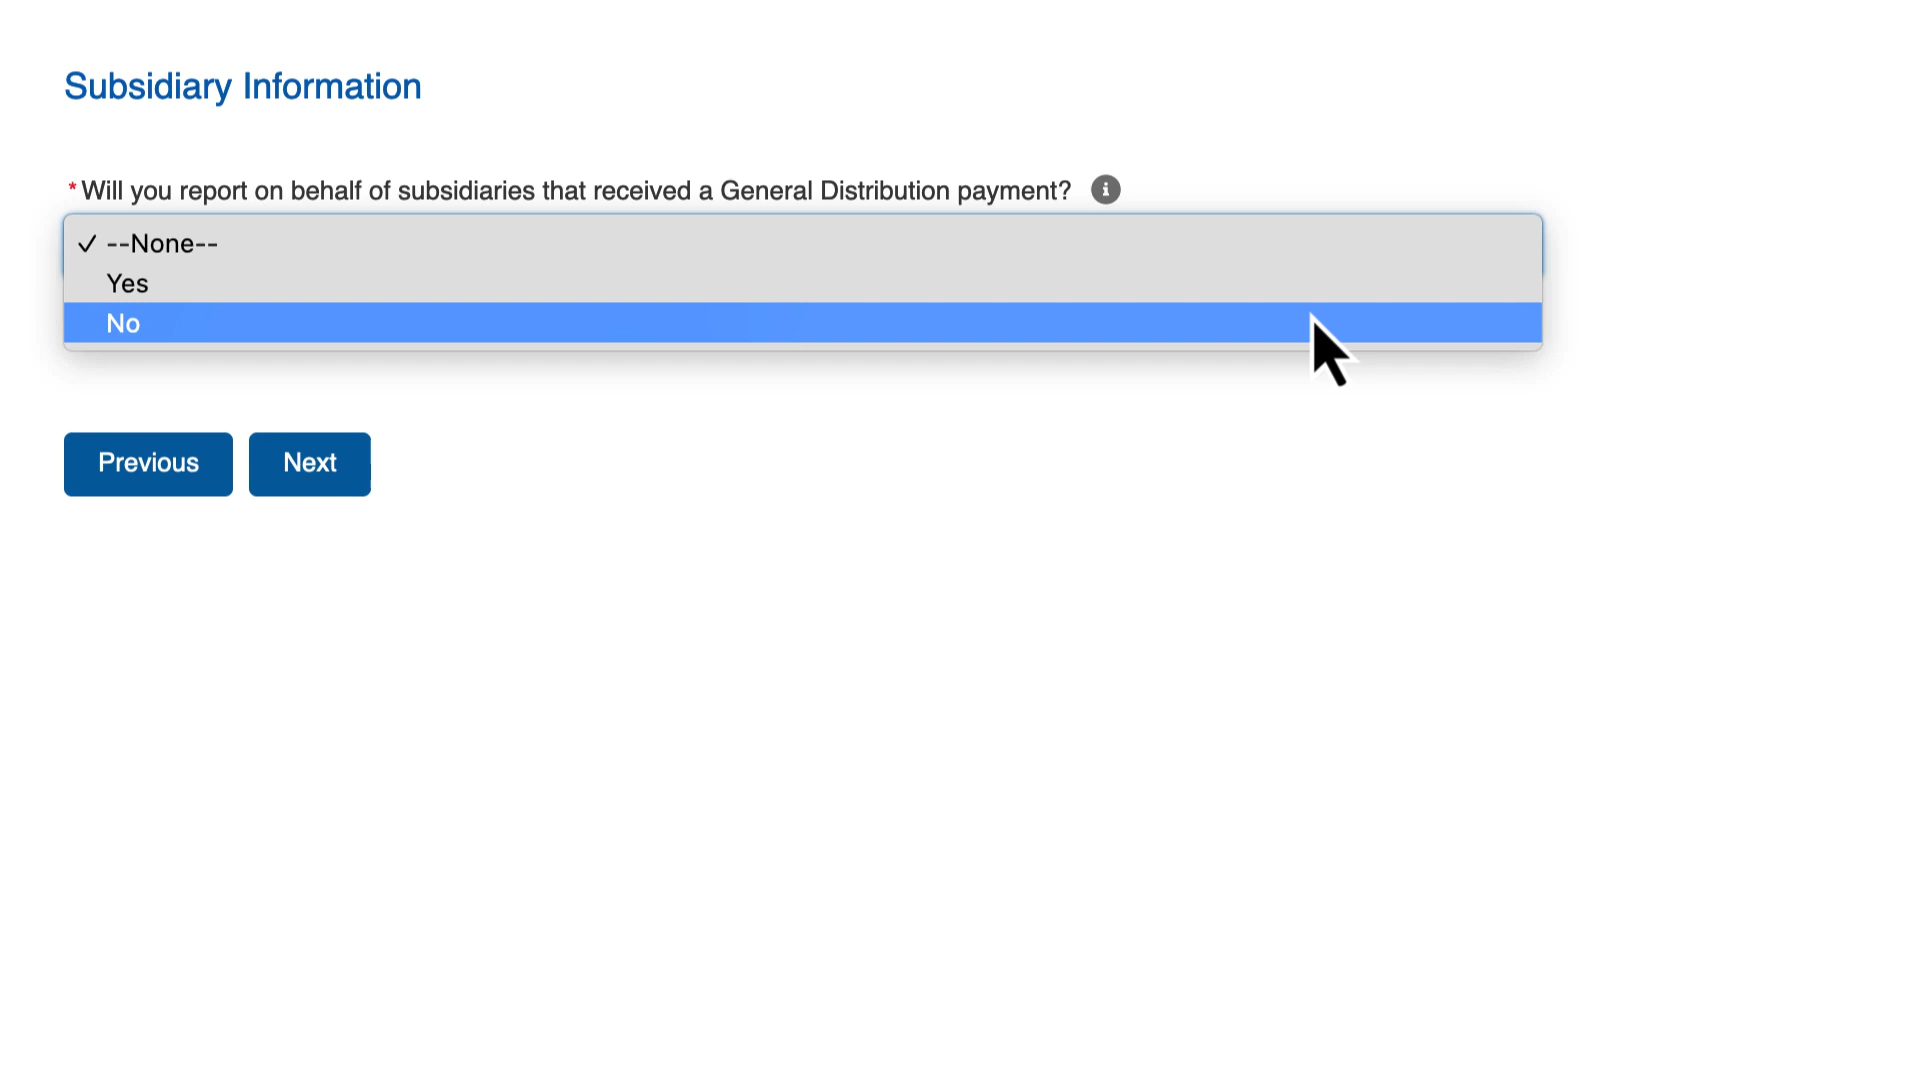 Subsidiary Information
* Will you report on behalf of subsidiaries that received a General Distribution payment? i
✓ --None--
Yes
No
Previous Next